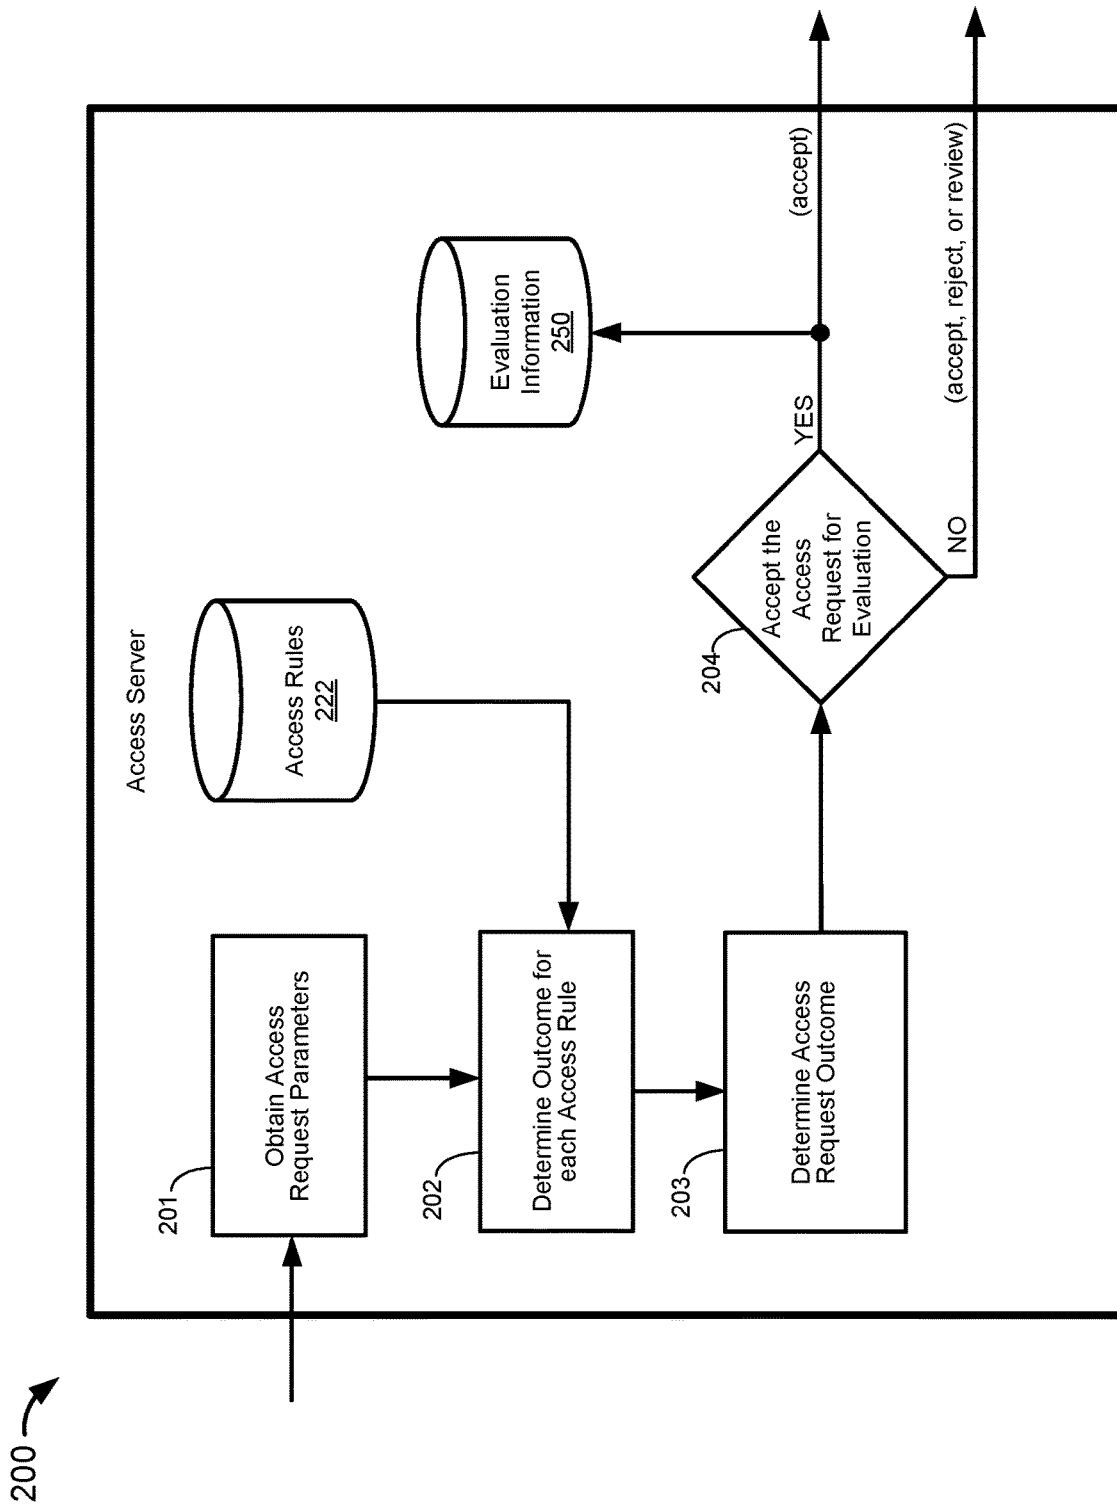 200
Access Server
201
Obtain Access
Request Parameters
Access Rules
222
202
Determine Outcome for
each Access Rule
Evaluation
Information
250
203
Determine Access
Request Outcome
204
Accept the
Access
Request for
Evaluation
YES
(accept)
NO
(accept, reject, or review)